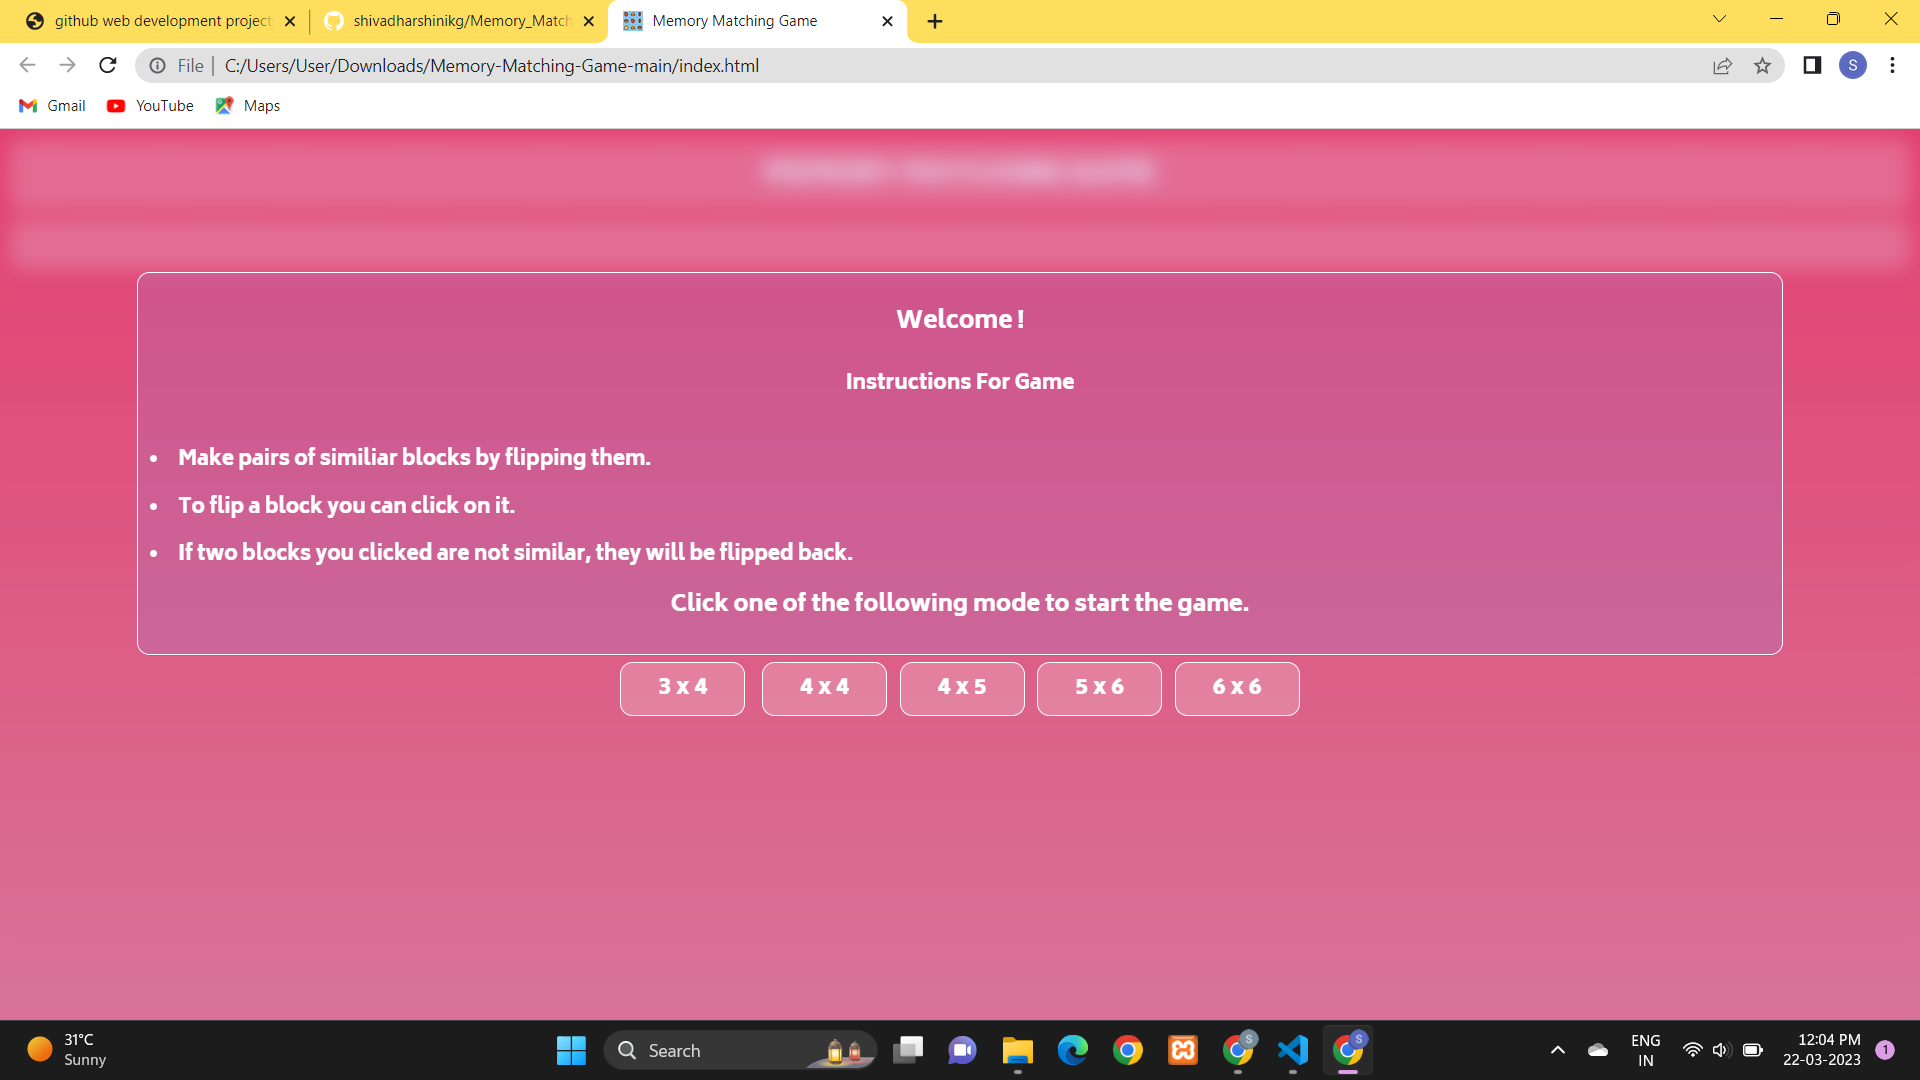 github web development project
shivadharshinikg/Memory_Match
Memory Matching Game
File
C:/Users/User/Downloads/Memory-Matching-Game-main/index.html
S
Gmail
YouTube
Maps
Welcome !
Instructions For Game
• Make pairs of similiar blocks by flipping them.
• To flip a block you can click on it.
• If two blocks you clicked are not similar, they will be flipped back.
Click one of the following mode to start the game.
3 x 4
4 x 4
4 x 5
5 x 6
6 x 6
31°C
Sunny
Search
S
S
ENG
IN
12:04 PM
22-03-2023
1